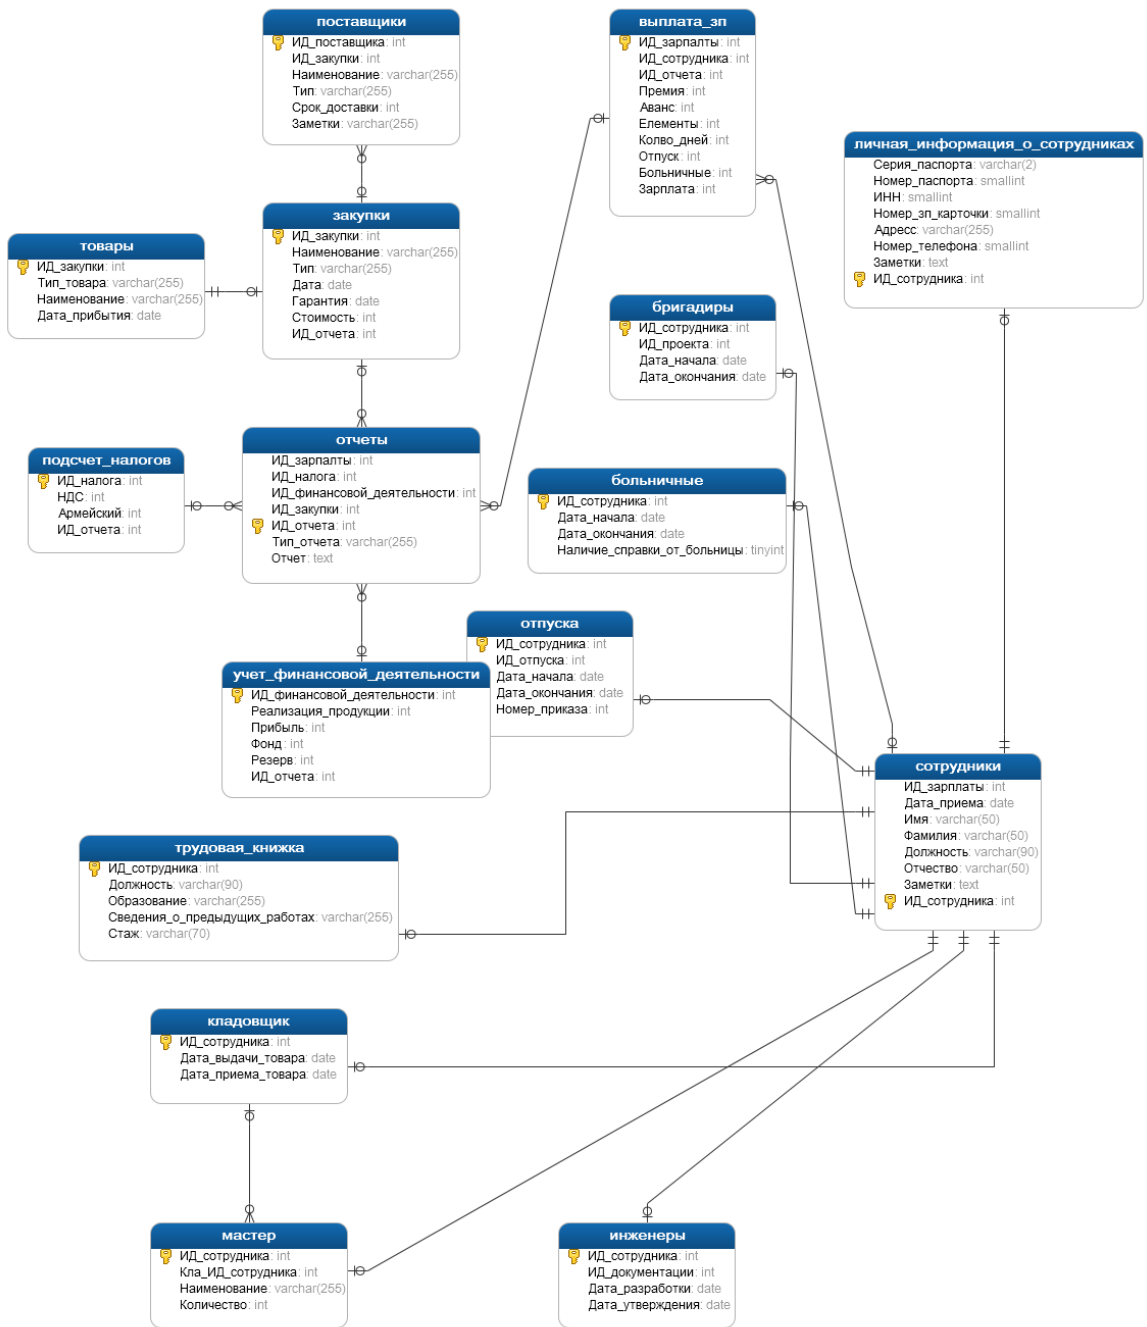 поставщики
ИД_поставщика: int
ИД_закупки: int
Наименование: varchar(255)
Тип: varchar(255)
Срок_доставки: int
Заметки: varchar(255)
выплата_зп
ИД_зарпалты: int
ИД_сотрудника: int
ИД_отчета: int
Премия: int
Аванс: int
Елементы: int
Колво_дней: int
Отпуск: int
Больничные: int
Зарплата: int
личная_информация_о_сотрудниках
Серия_паспорта: varchar(2)
Номер_паспорта: smallint
ИНН: smallint
Номер_зп_карточки: smallint
Адресс: varchar(255)
Номер_телефона: smallint
Заметки: text
ИД_сотрудника: int
закупки
ИД_закупки: int
Наименование: varchar(255)
Тип: varchar(255)
Дата: date
Гарантия: date
Стоимость: int
ИД_отчета: int
товары
ИД_закупки: int
Тип_товара: varchar(255)
Наименование: varchar(255)
Дата_прибытия: date
бригадиры
ИД_сотрудника: int
ИД_проекта: int
Дата_начала: date
Дата_окончания: date
отчеты
ИД_зарпалты: int
ИД_налога: int
ИД_финансовой_деятельности: int
ИД_закупки: int
ИД_отчета: int
Тип_отчета: varchar(255)
Отчет: text
подсчет_налогов
ИД_налога: int
НДС: int
Армейский: int
ИД_отчета: int
больничные
ИД_сотрудника: int
Дата_начала: date
Дата_окончания: date
Наличие_справки_от_больницы: tinyint
отпуска
ИД_сотрудника: int
ИД_отпуска: int
Дата_начала: date
Дата_окончания: date
Номер_приказа: int
учет_финансовой_деятельности
ИД_финансовой_деятельности: int
Реализация_продукции: int
Прибыль: int
Фонд: int
Резерв: int
ИД_отчета: int
сотрудники
ИД_зарплаты: int
Дата_приема: date
Имя: varchar(50)
Фамилия: varchar(50)
Должность: varchar(90)
Отчество: varchar(50)
Заметки: text
ИД_сотрудника: int
трудовая_книжка
ИД_сотрудника: int
Должность: varchar(90)
Образование: varchar(255)
Сведения_о_предыдущих_работах: varchar(255)
Стаж: varchar(70)
кладовщик
ИД_сотрудника: int
Дата_выдачи_товара: date
Дата_приема_товара: date
мастер
ИД_сотрудника: int
Кла_ИД_сотрудника: int
Наименование: varchar(255)
Количество: int
инженеры
ИД_сотрудника: int
ИД_документации: int
Дата_разработки: date
Дата_утверждения: date